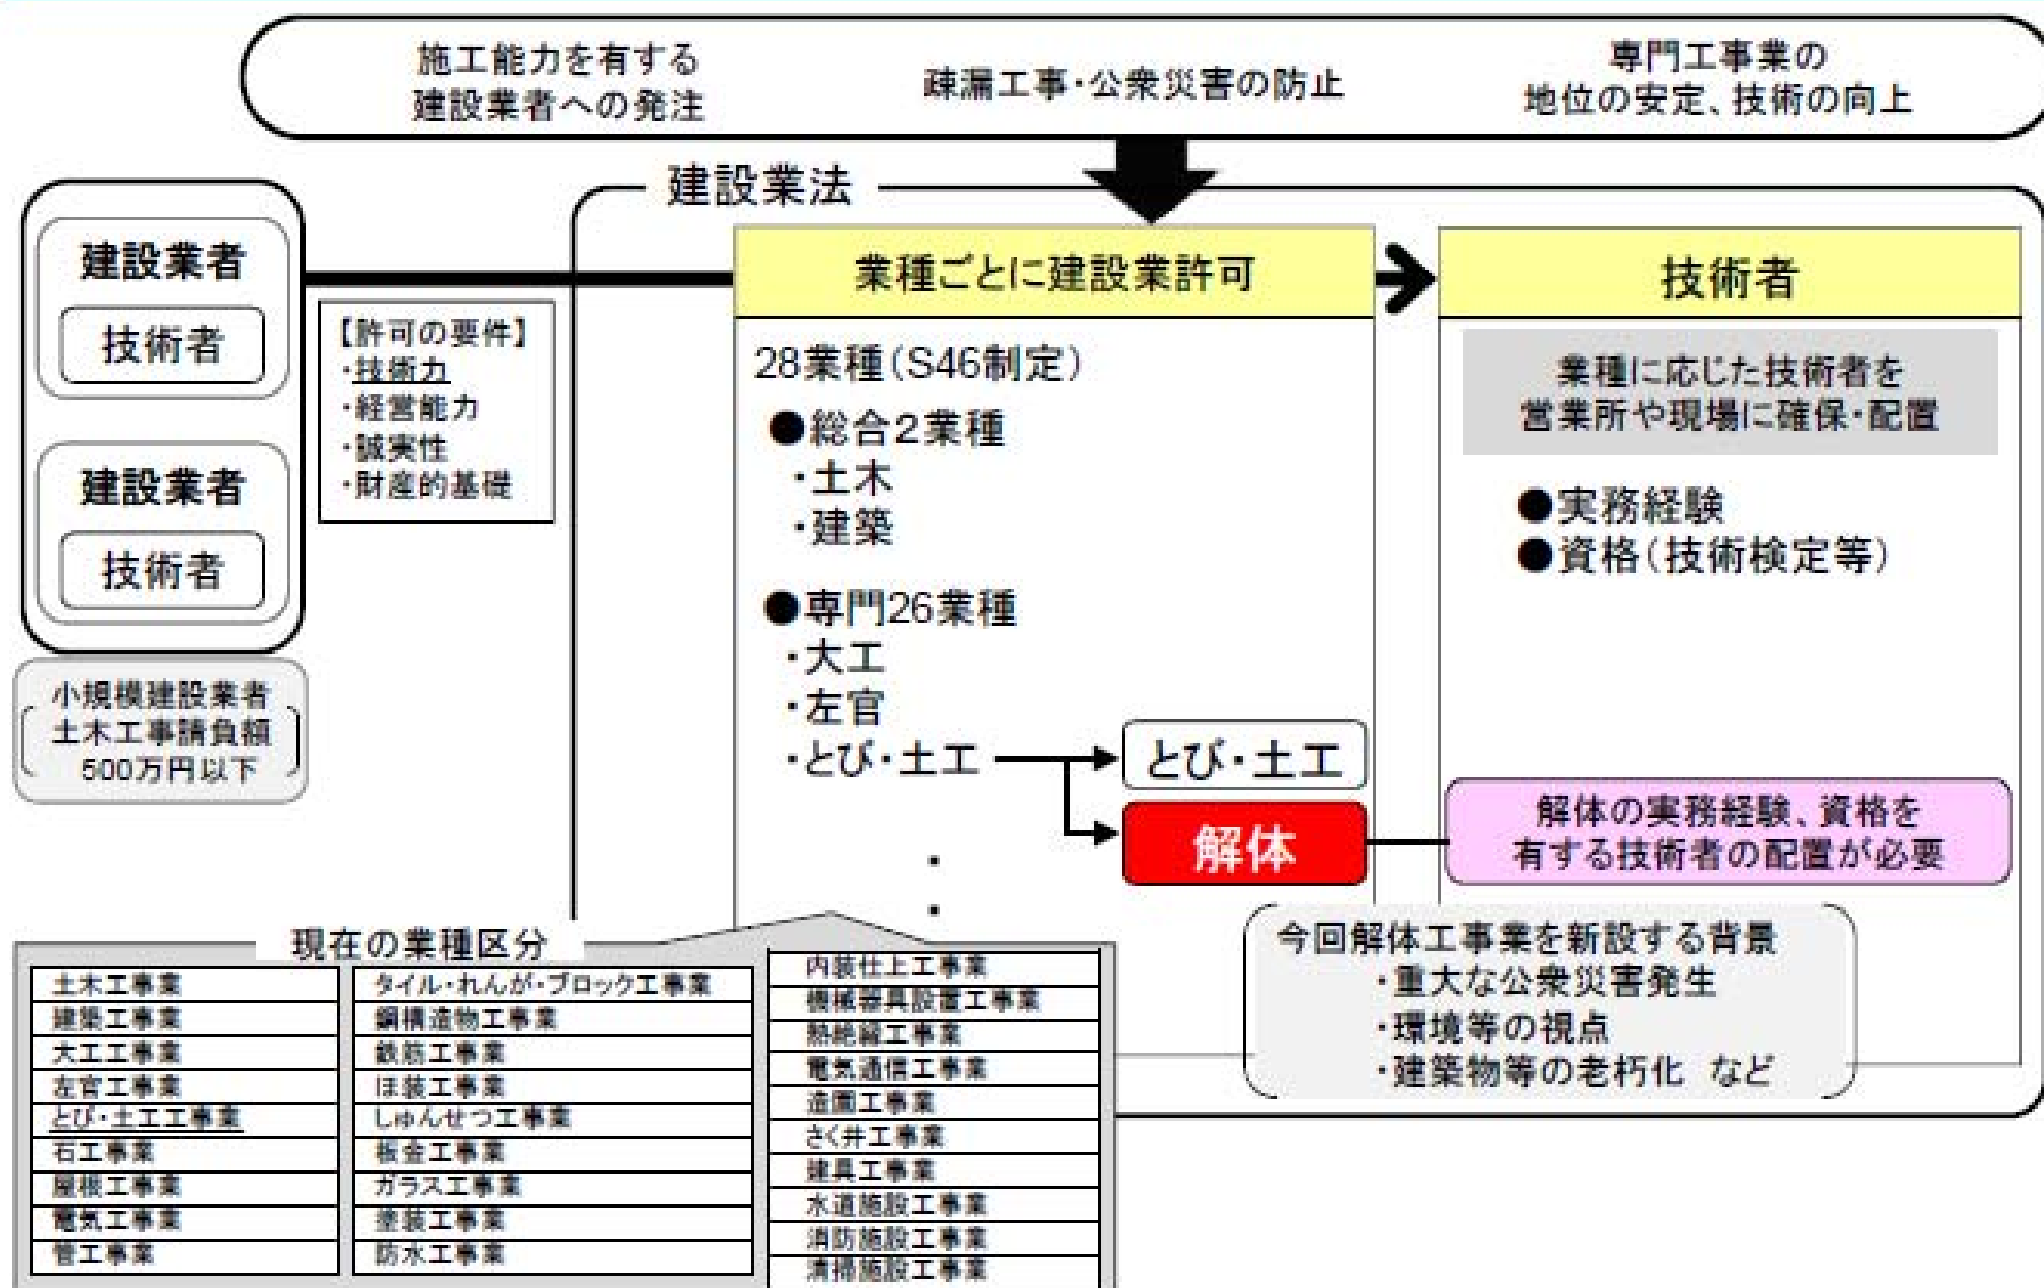 施工能力を有する
建設業者への発注
疎漏工事・公衆災害の防止
専門工事業の
地位の安定、技術の向上
建設業法
建設業者
技術者
建設業者
技術者
小規模建設業者
土木工事請負額
500万円以下
【許可の要件】
・技術力
・経営能力
・誠実性
・財産的基礎
業種ごとに建設業許可
28業種(S46制定)
●総合2業種
・土木
・建築
●専門26業種
・大工
・左官
・とび・土工
とび・土工
解体
・
・
技術者
業種に応じた技術者を
営業所や現場に確保・配置
●実務経験
●資格(技術検定等)
解体の実務経験、資格を
有する技術者の配置が必要
今回解体工事業を新設する背景
・重大な公衆災害発生
・環境等の視点
・建築物等の老朽化 など
現在の業種区分
土木工事業
建築工事業
大工工事業
左官工事業
とび・土工工事業
石工事業
屋根工事業
電気工事業
管工事業
タイル・れんが・ブロック工事業
鋼構造物工事業
鉄筋工事業
ほ装工事業
しゅんせつ工事業
板金工事業
ガラス工事業
塗装工事業
防水工事業
内装仕上工事業
機械器具設置工事業
熱絶縁工事業
電気通信工事業
造園工事業
さく井工事業
建具工事業
水道施設工事業
消防施設工事業
清掃施設工事業